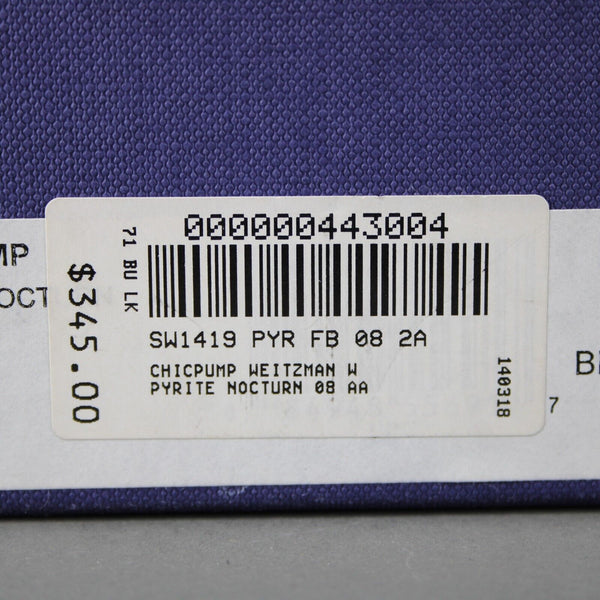 000000443004
71 BU LK
$345.00
SW1419 PYR FB 08 2A
CHICPUMP WEITZMAN W
PYRITE NOCTURN 08 AA
140318
MP
OCT
BI
7